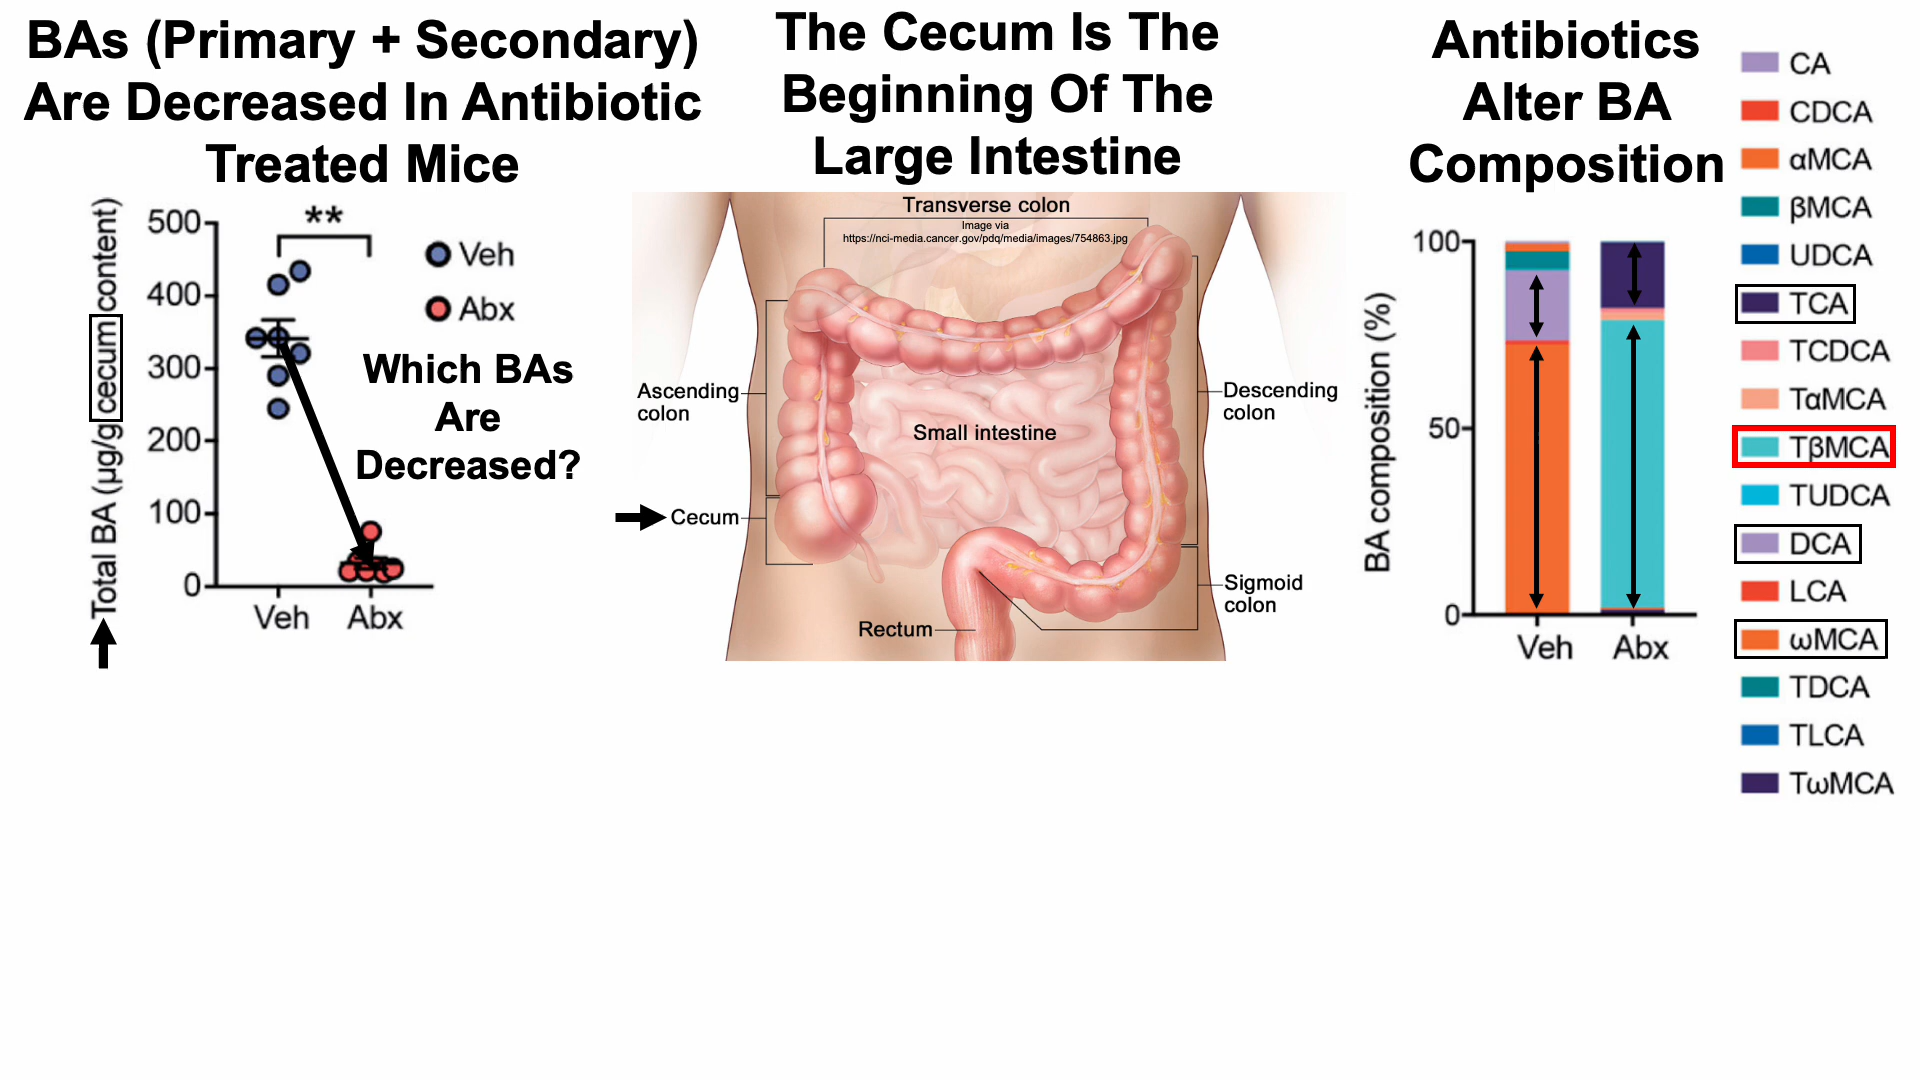 BAs (Primary + Secondary)
Are Decreased In Antibiotic
Treated Mice
Total BA (µg/g cecum content)
500
400
300
200
100
0
**
Veh
Abx
Which BAs
Are
Decreased?
Veh
Abx
The Cecum Is The
Beginning Of The
Large Intestine
Transverse colon
Image via
https://nci-media.cancer.gov/pdq/media/images/754863.jpg
Ascending
colon
Small intestine
Descending
colon
Cecum
Sigmoid
colon
Rectum
Antibiotics
Alter BA
Composition
BA composition (%)
100
50
0
Veh
Abx
CA
CDCA
αMCA
βMCA
UDCA
TCA
TCDCA
TαMCA
TβMCA
TUDCA
DCA
LCA
ωMCA
TDCA
TLCA
TωMCA